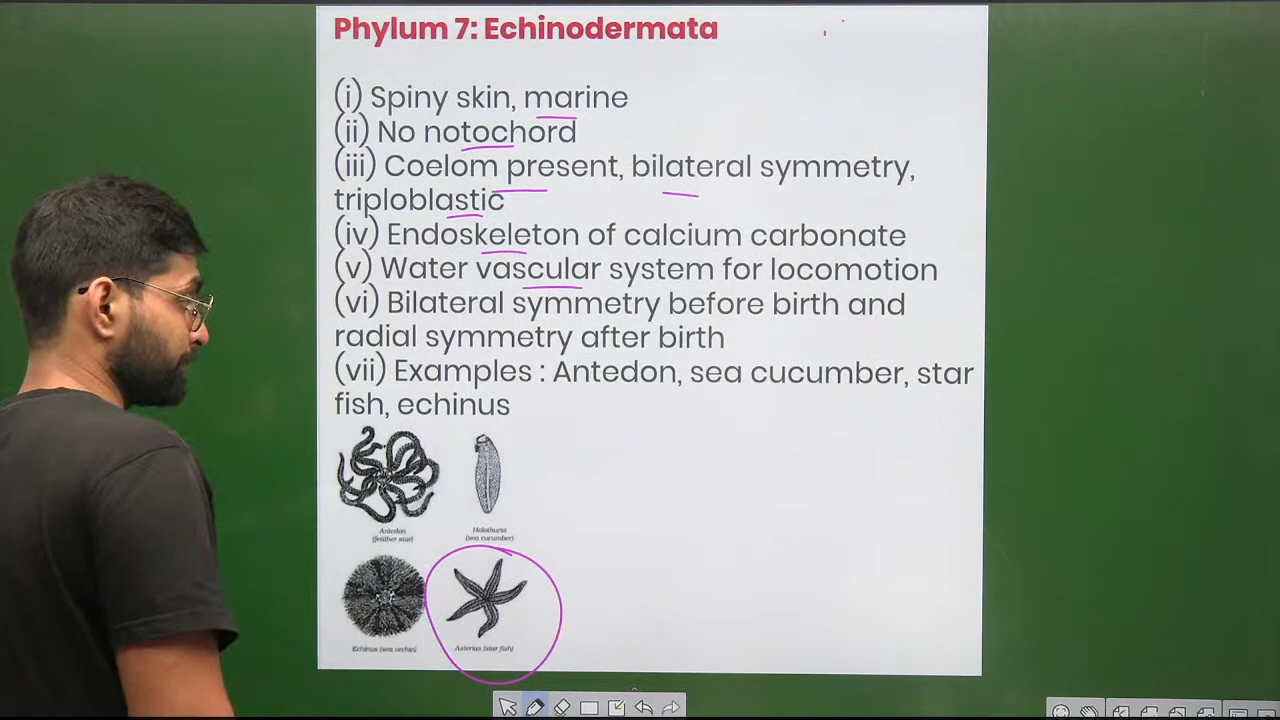 Phylum 7: Echinodermata
(i) Spiny skin, marine
(ii) No notochord
(iii) Coelom present, bilateral symmetry,
triploblastic
(iv) Endoskeleton of calcium carbonate
(v) Water vascular system for locomotion
(vi) Bilateral symmetry before birth and
radial symmetry after birth
(vii) Examples : Antedon, sea cucumber, star
fish, echinus
Antedon
(feather star)
Holothuria
(sea cucumber)
Echinus (sea urchin)
Asterias (star fish)